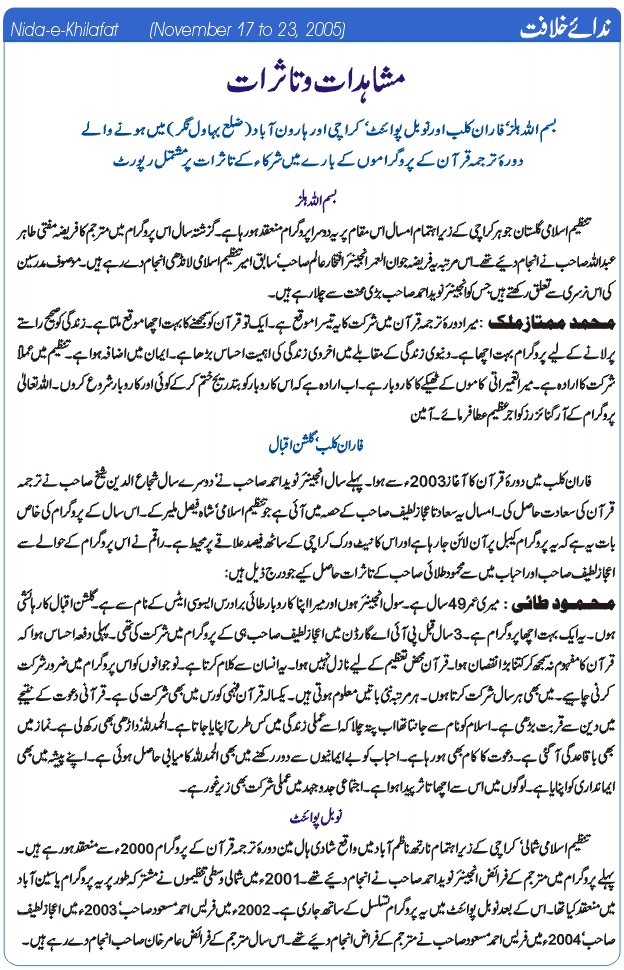 Nida-e-Khilafat (November 17 to 23, 2005) ندائے خلافت
مشاہدات و تاثرات
بسم اللہ ہلز، فاران کلب اور نوبل پوائنٹ، کراچی اور ہارون آباد (ضلع بہاول نگر) میں ہونے والے
دورۂ ترجمہ قرآن کے پروگراموں کے بارے میں شرکاء کے تاثرات پر مشتمل رپورٹ
بسم اللہ ہلز
تنظیم اسلامی گلستان جوہر کراچی کے زیر اہتمام امسال اس مقام پر یہ دوسرا پروگرام منعقد ہو رہا ہے۔ گزشتہ سال اس پروگرام میں مترجم کا فریضہ مفتی طاہر
عبداللہ صاحب نے انجام دیئے تھے۔ اس مرتبہ یہ فریضہ جواں العمر انجینئر افتخار عالم صاحب، سابق امیر تنظیم اسلامی لانڈھی انجام دے رہے ہیں۔ موصوف مدرسین
کی اس نرسری سے تعلق رکھتے ہیں جس کو انجینئر نوید احمد صاحب بڑی محنت سے چلا رہے ہیں۔
محمد ممتاز ملک : میرا دورۂ ترجمہ قرآن میں شرکت کا یہ تیسرا موقع ہے۔ ایک تو قرآن کو سمجھنے کا بہت اچھا موقع ملتا ہے۔ زندگی کو صحیح راستے
پر لانے کے لیے پروگرام بہت اچھا ہے۔ دنیوی زندگی کے مقابلے میں اخروی زندگی کی اہمیت احساس بڑھا ہے۔ ایمان میں اضافہ ہوا ہے۔ تنظیم میں عملاً
شرکت کا ارادہ ہے۔ میرا تعمیراتی کاموں کے ٹھیکے کا کاروبار ہے۔ اب ارادہ ہے کہ اس کاروبار کو بتدریج ختم کر کے کوئی اور کاروبار شروع کروں۔ اللہ تعالیٰ
پروگرام کے آرگنائزرز کو اجر عظیم عطا فرمائے۔ آمین
فاران کلب، گلشن اقبال
فاران کلب میں دورۂ قرآن کا آغاز 2003ء سے ہوا۔ پہلے سال انجینئر نوید احمد صاحب نے، دوسرے سال شجاع الدین شیخ صاحب نے ترجمہ
قرآن کی سعادت حاصل کی۔ امسال یہ سعادت اعجاز لطیف صاحب کے حصہ میں آئی ہے جو تنظیم اسلامی، شاہ فیصل ملیر کے۔ اس سال کے پروگرام کی خاص
بات یہ ہے کہ یہ پروگرام کیبل پر آن لائن جا رہا ہے اور اس کا نیٹ ورک کراچی کے ساٹھ فیصد علاقے پر محیط ہے۔ راقم نے اس پروگرام کے حوالے سے
اعجاز لطیف صاحب اور احباب میں سے محمود طائی صاحب کے تاثرات حاصل کیے جو درج ذیل ہیں:
محمود طائی : میری عمر 49 سال ہے۔ سول انجینئر ہوں اور میرا اپنا کاروبار طائی برادرس ایسوسی ایٹس کے نام سے ہے۔ گلشن اقبال کا رہائشی
ہوں۔ یہ ایک بہت اچھا پروگرام ہے۔ 3 سال قبل پی آئی اے گارڈن میں اعجاز لطیف صاحب ہی کے پروگرام میں شرکت کی تھی۔ پہلی دفعہ احساس ہوا کہ
قرآن کا مفہوم نہ سمجھ کر کتنا بڑا نقصان ہوا۔ قرآن محض تعظیم کے لیے نازل نہیں ہوا۔ یہ انسان سے کلام کرتا ہے۔ نوجوانوں کو اس پروگرام میں ضرور شرکت
کرنی چاہیے۔ میں بھی ہر سال شرکت کرتا ہوں۔ ہر مرتبہ نئی باتیں معلوم ہوتی ہیں۔ یکسالہ قرآن فہمی کورس میں بھی شرکت کی ہے۔ قرآنی دعوت کے نتیجے
میں دین سے قربت بڑھی ہے۔ اسلام کو نام سے جانتا تھا اب پتہ چلا کہ اسے عملی زندگی میں کس طرح اپنایا جاتا ہے۔ الحمدللہ، داڑھی بھی رکھ لی ہے۔ نماز میں
بھی باقاعدگی آ گئی ہے۔ دعوت کا کام بھی ہو رہا ہے۔ احباب کو بے ایمانیوں سے دور رکھنے میں بھی الحمدللہ کامیابی حاصل ہوئی ہے۔ اپنے پیشہ میں بھی
ایمانداری کو اپنایا ہے۔ لوگوں میں اس سے اچھا تاثر پیدا ہوا ہے۔ اجتماعی جدوجہد میں عملی شرکت بھی زیر غور ہے۔
نوبل پوائنٹ
تنظیم اسلامی شمالی، کراچی کے زیر اہتمام نارتھ ناظم آباد میں واقع شادی ہال میں دورۂ ترجمہ قرآن کے پروگرام 2000ء سے منعقد ہو رہے ہیں۔
پہلے پروگرام میں مترجم کے فرائض انجینئر نوید احمد صاحب نے انجام دیئے تھے۔ 2001ء میں شمالی و وسطی تنظیموں نے مشترکہ طور پر یہ پروگرام یاسین آباد
میں منعقد کیا تھا۔ اس کے بعد نوبل پوائنٹ میں یہ پروگرام تسلسل کے ساتھ جاری ہے۔ 2002ء میں فریس احمد مسعود صاحب، 2003ء میں اعجاز لطیف
صاحب، 2004ء میں فریس احمد مسعود صاحب نے مترجم کے فرائض انجام دیئے تھے۔ اس سال مترجم کے فرائض عامر خان صاحب انجام دے رہے ہیں۔